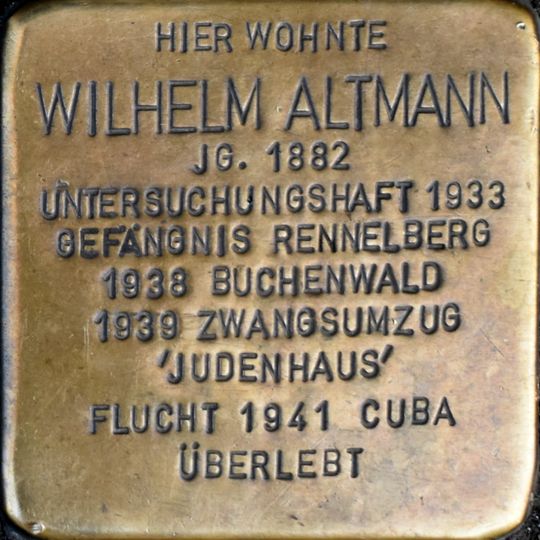 HIER WOHNTE
WILHELM ALTMANN
JG. 1882
UNTERSUCHUNGSHAFT 1933
GEFÄNGNIS RENNELBERG
1938 BUCHENWALD
1939 ZWANGSUMZUG
'JUDENHAUS'
FLUCHT 1941 CUBA
ÜBERLEBT